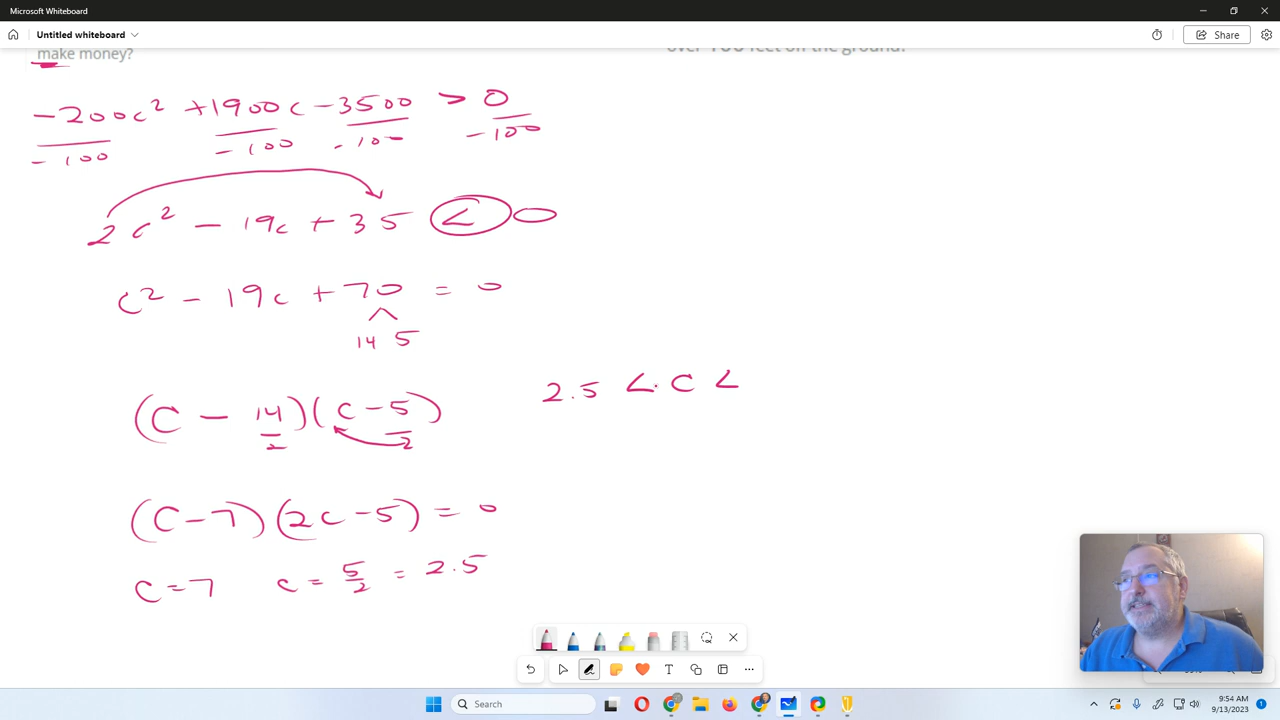 Microsoft Whiteboard
Untitled whiteboard
Share
make money?
over 100 feet off the ground?
-200c² +1900c -3500 > 0
-100 -100 -100 -100
2c² - 19c + 35 < 0
c² - 19c + 70 = 0
14 5
2.5 < c <
(c - 14)(c - 5)
2 2
(c - 7)(2c - 5) = 0
c = 7 c = 5/2 = 2.5
T
Search
9:54 AM
9/13/2023